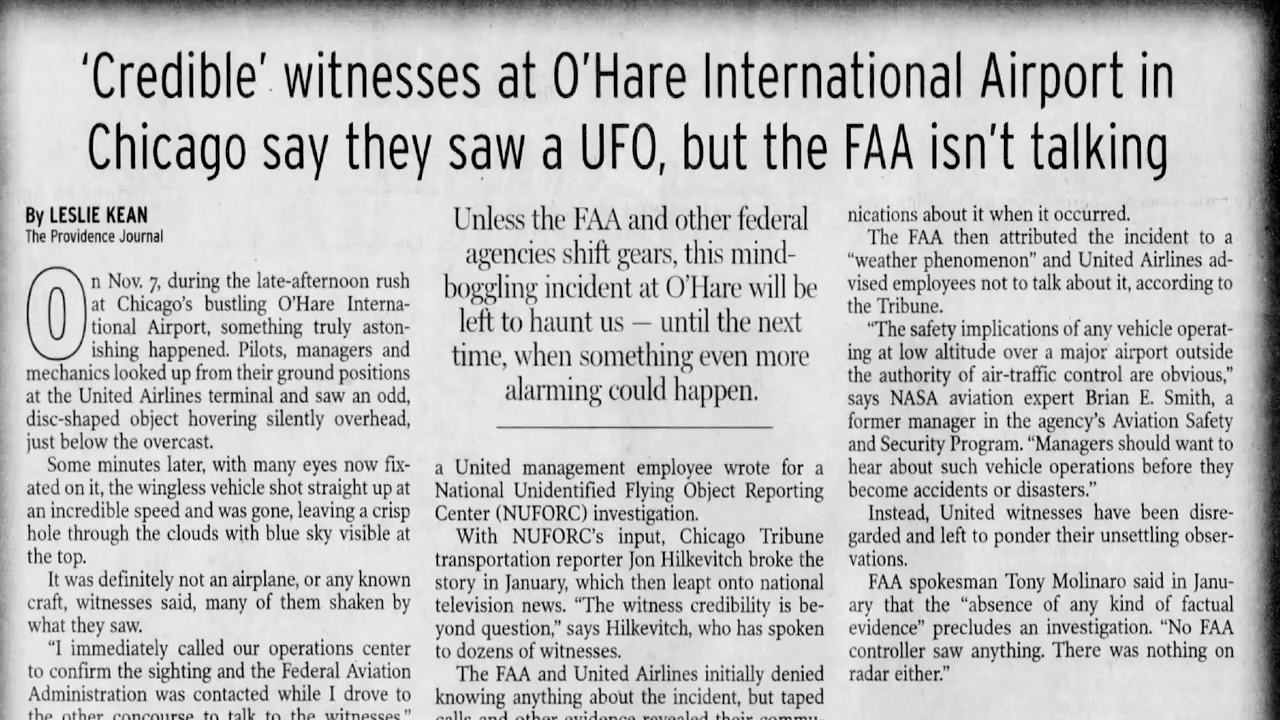 ‘Credible’ witnesses at O’Hare International Airport in
Chicago say they saw a UFO, but the FAA isn’t talking
By LESLIE KEAN
The Providence Journal
On Nov. 7, during the late-afternoon rush
at Chicago’s bustling O’Hare Interna-
tional Airport, something truly aston-
ishing happened. Pilots, managers and
mechanics looked up from their ground positions
at the United Airlines terminal and saw an odd,
disc-shaped object hovering silently overhead,
just below the overcast.
Some minutes later, with many eyes now fix-
ated on it, the wingless vehicle shot straight up at
an incredible speed and was gone, leaving a crisp
hole through the clouds with blue sky visible at
the top.
It was definitely not an airplane, or any known
craft, witnesses said, many of them shaken by
what they saw.
“I immediately called our operations center
to confirm the sighting and the Federal Aviation
Administration was contacted while I drove to
the other concourse to talk to the witnesses,”
Unless the FAA and other federal
agencies shift gears, this mind-
boggling incident at O’Hare will be
left to haunt us — until the next
time, when something even more
alarming could happen.
a United management employee wrote for a
National Unidentified Flying Object Reporting
Center (NUFORC) investigation.
With NUFORC’s input, Chicago Tribune
transportation reporter Jon Hilkevitch broke the
story in January, which then leapt onto national
television news. “The witness credibility is be-
yond question,” says Hilkevitch, who has spoken
to dozens of witnesses.
The FAA and United Airlines initially denied
knowing anything about the incident, but taped
calls and other evidence revealed their commu-
nications about it when it occurred.
The FAA then attributed the incident to a
“weather phenomenon” and United Airlines ad-
vised employees not to talk about it, according to
the Tribune.
“The safety implications of any vehicle operat-
ing at low altitude over a major airport outside
the authority of air-traffic control are obvious,”
says NASA aviation expert Brian E. Smith, a
former manager in the agency’s Aviation Safety
and Security Program. “Managers should want to
hear about such vehicle operations before they
become accidents or disasters.”
Instead, United witnesses have been disre-
garded and left to ponder their unsettling obser-
vations.
FAA spokesman Tony Molinaro said in Janu-
ary that the “absence of any kind of factual
evidence” precludes an investigation. “No FAA
controller saw anything. There was nothing on
radar either.”